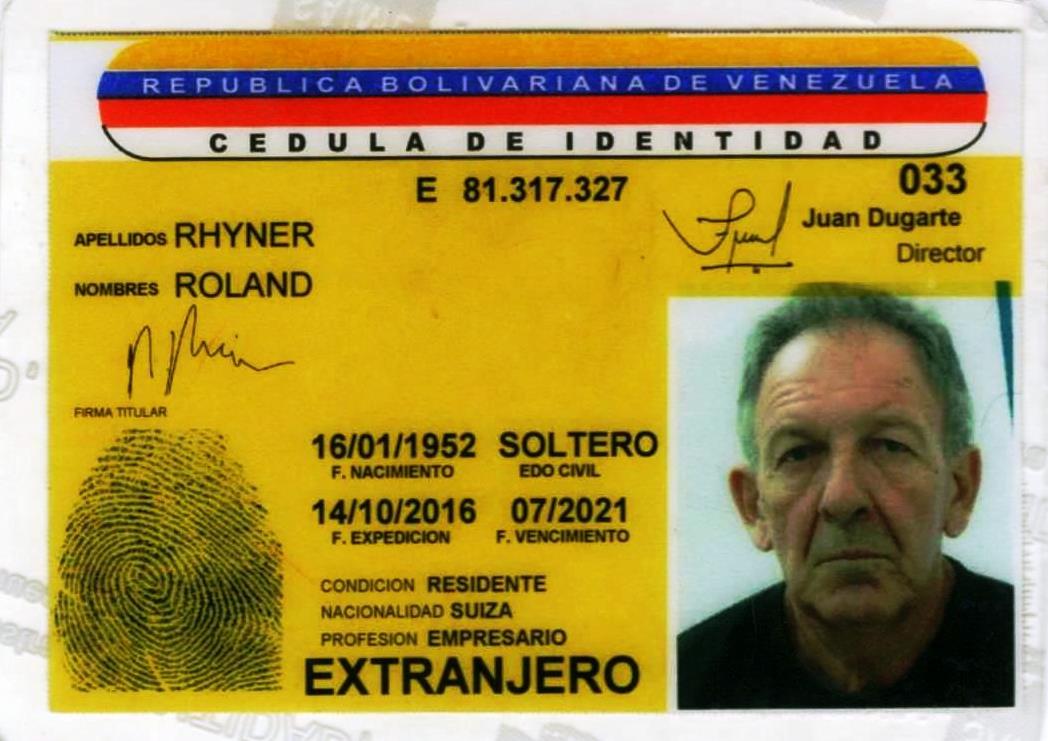 REPUBLICA BOLIVARIANA DE VENEZUELA
CEDULA DE IDENTIDAD
E 81.317.327
033
Juan Dugarte
Director
APELLIDOS RHYNER
NOMBRES ROLAND
FIRMA TITULAR
16/01/1952 SOLTERO
F. NACIMIENTO EDO CIVIL
14/10/2016 07/2021
F. EXPEDICION F. VENCIMIENTO
CONDICION RESIDENTE
NACIONALIDAD SUIZA
PROFESION EMPRESARIO
EXTRANJERO